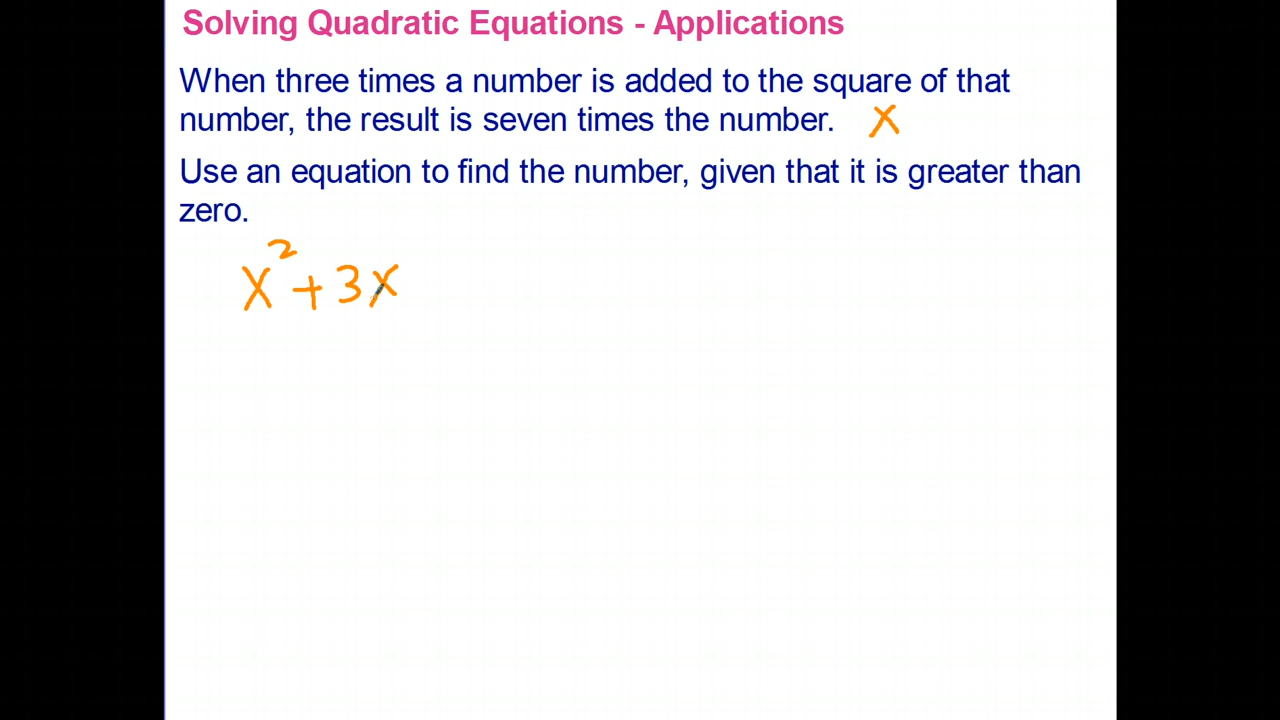 Solving Quadratic Equations - Applications
When three times a number is added to the square of that
number, the result is seven times the number. x
Use an equation to find the number, given that it is greater than
zero.
x² + 3x